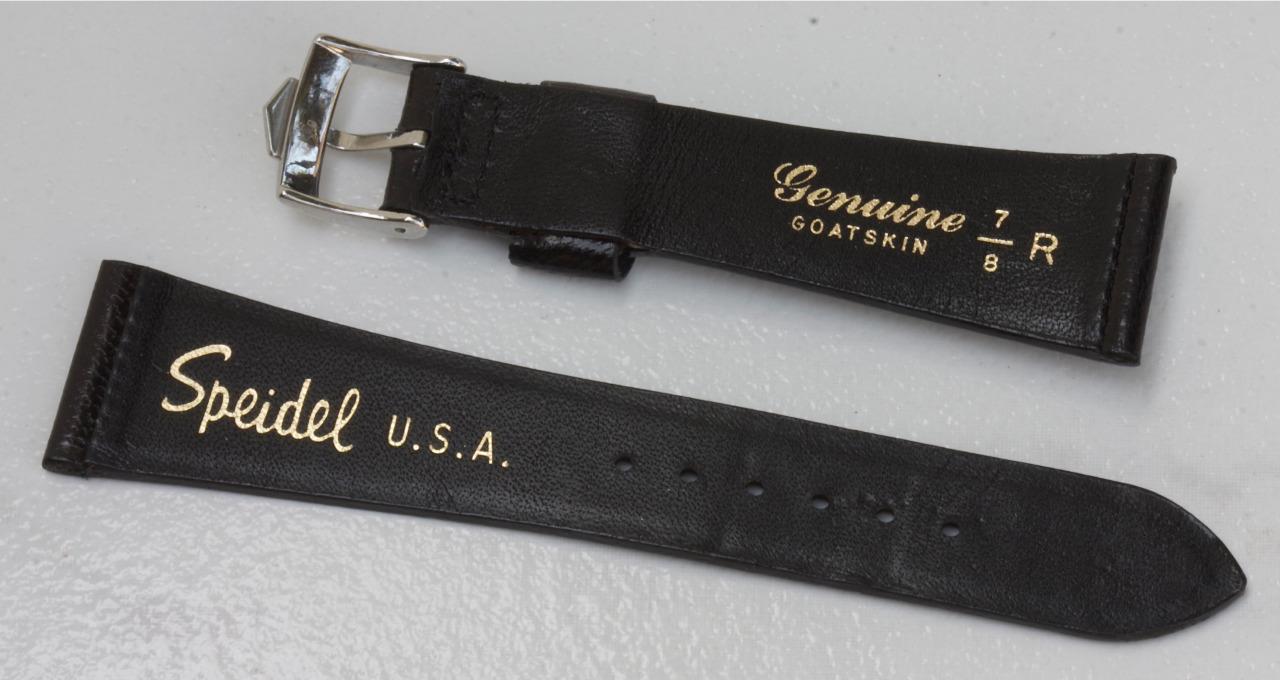 Genuine
GOATSKIN
7/8 R
Speidel U.S.A.